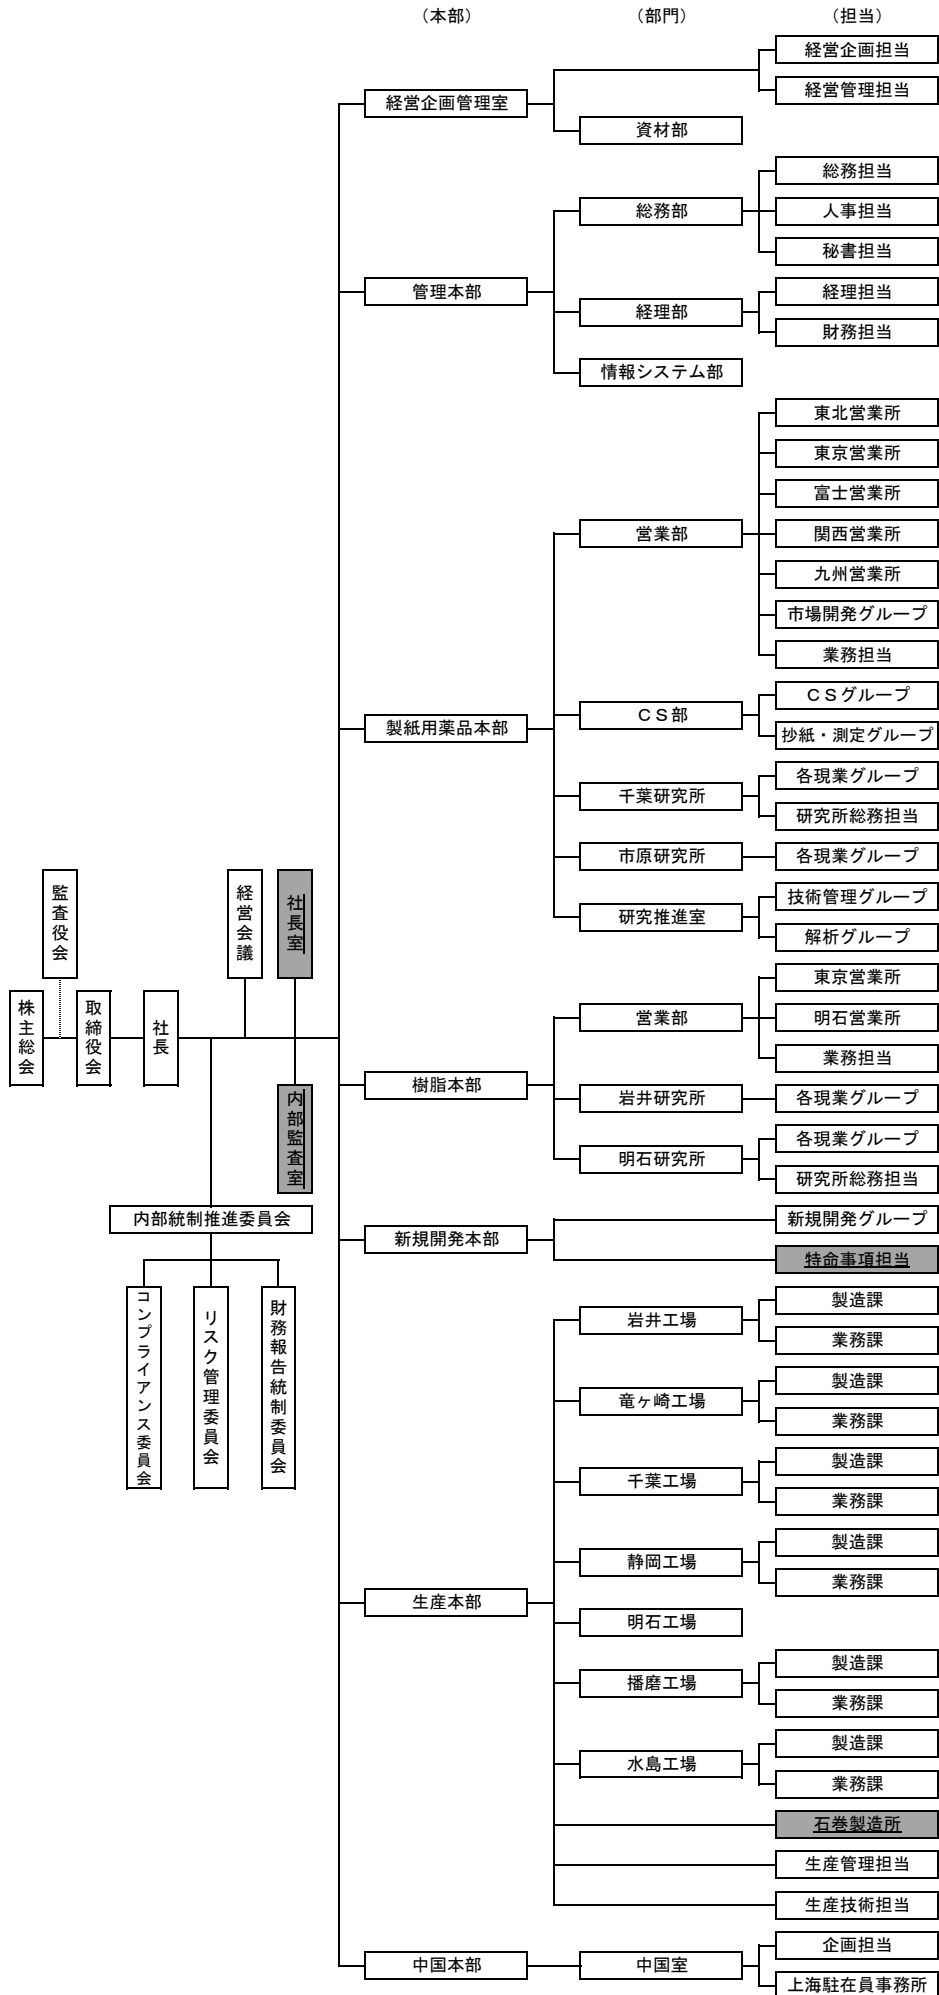 （本部）
（部門）
（担当）
経営企画管理室
経営企画担当
経営管理担当
資材部
管理本部
総務部
総務担当
人事担当
秘書担当
経理部
経理担当
財務担当
情報システム部
製紙用薬品本部
営業部
東北営業所
東京営業所
富士営業所
関西営業所
九州営業所
市場開発グループ
業務担当
ＣＳ部
ＣＳグループ
抄紙・測定グループ
千葉研究所
各現業グループ
研究所総務担当
市原研究所
各現業グループ
研究推進室
技術管理グループ
解析グループ
株主総会
監査役会
取締役会
社長
経営会議
社長室
内部監査室
内部統制推進委員会
コンプライアンス委員会
リスク管理委員会
財務報告統制委員会
樹脂本部
営業部
東京営業所
明石営業所
業務担当
岩井研究所
各現業グループ
明石研究所
各現業グループ
研究所総務担当
新規開発本部
新規開発グループ
特命事項担当
生産本部
岩井工場
製造課
業務課
竜ヶ崎工場
製造課
業務課
千葉工場
製造課
業務課
静岡工場
製造課
業務課
明石工場
播磨工場
製造課
業務課
水島工場
製造課
業務課
石巻製造所
生産管理担当
生産技術担当
中国本部
中国室
企画担当
上海駐在員事務所